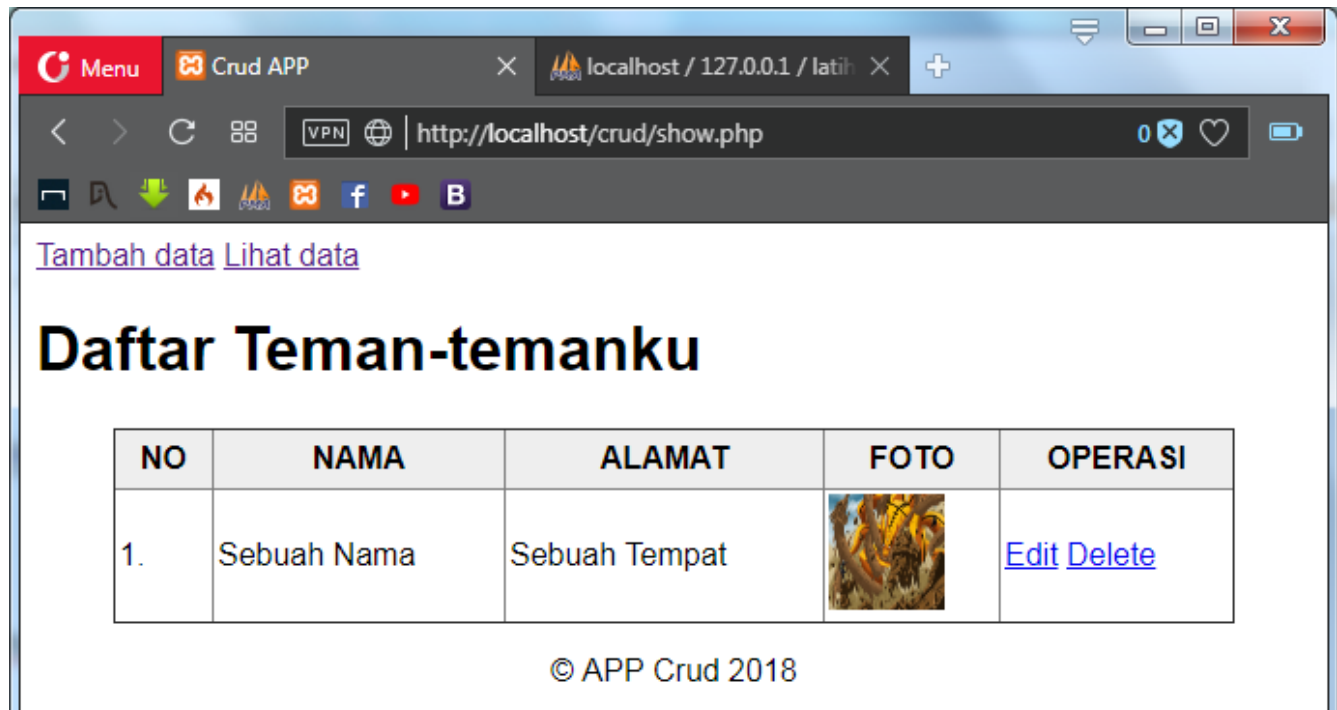 Menu Crud APP localhost / 127.0.0.1 / latih
VPN http://localhost/crud/show.php 0
Tambah data Lihat data
Daftar Teman-temanku
NO NAMA ALAMAT FOTO OPERASI
1. Sebuah Nama Sebuah Tempat Edit Delete
© APP Crud 2018